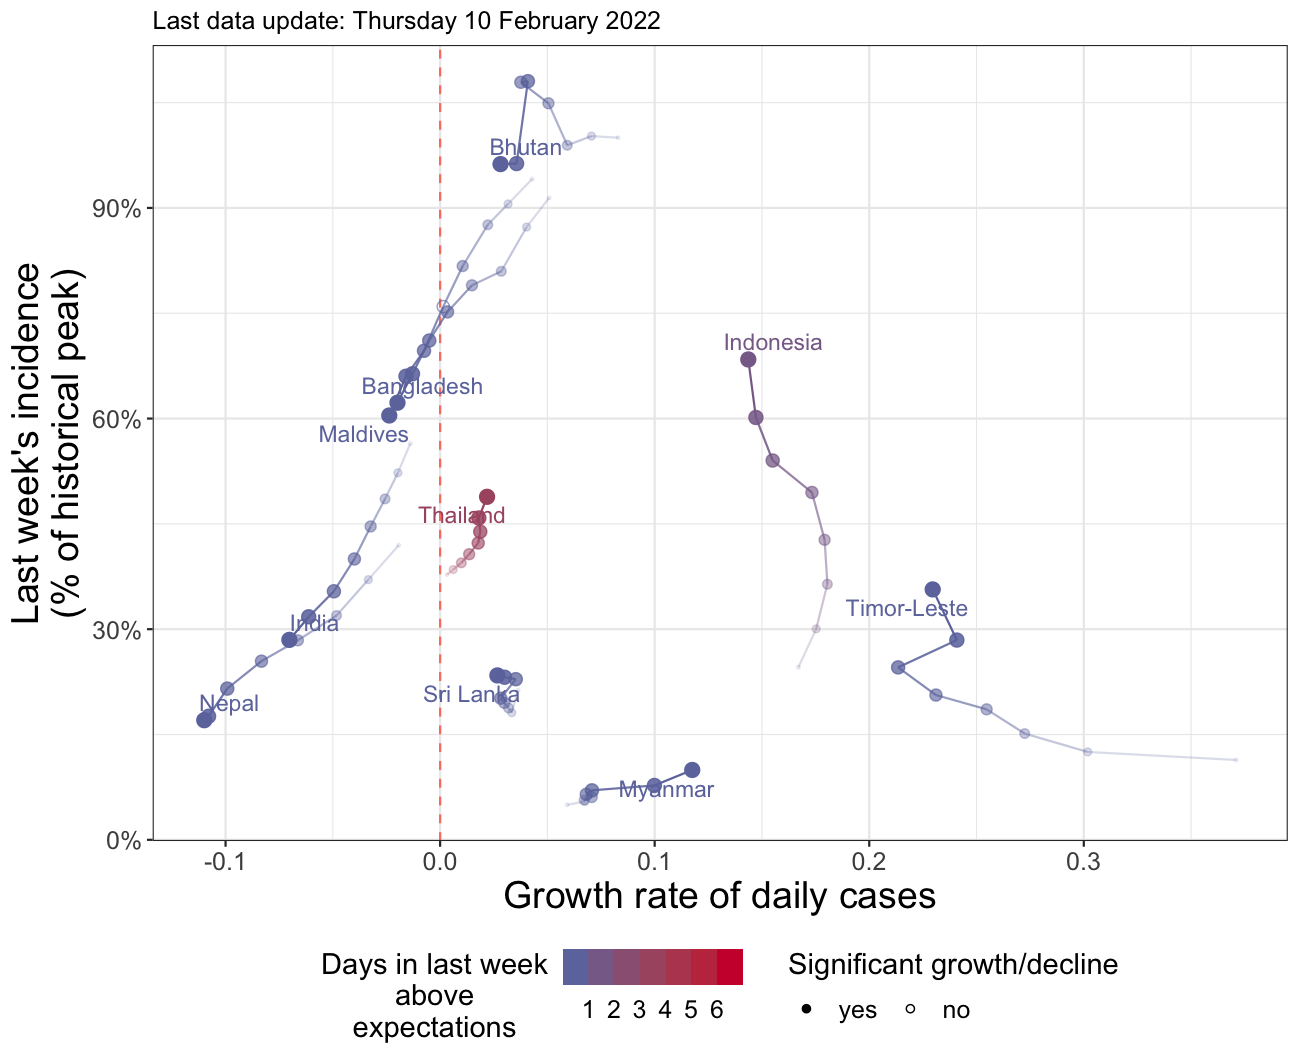 Last data update: Thursday 10 February 2022
Last week's incidence
(% of historical peak)
90%
60%
30%
0%
Bhutan
Indonesia
Bangladesh
Maldives
Thailand
Timor-Leste
India
Sri Lanka
Nepal
Myanmar
-0.1 0.0 0.1 0.2 0.3
Growth rate of daily cases
Days in last week
above
expectations
1 2 3 4 5 6
Significant growth/decline
yes no